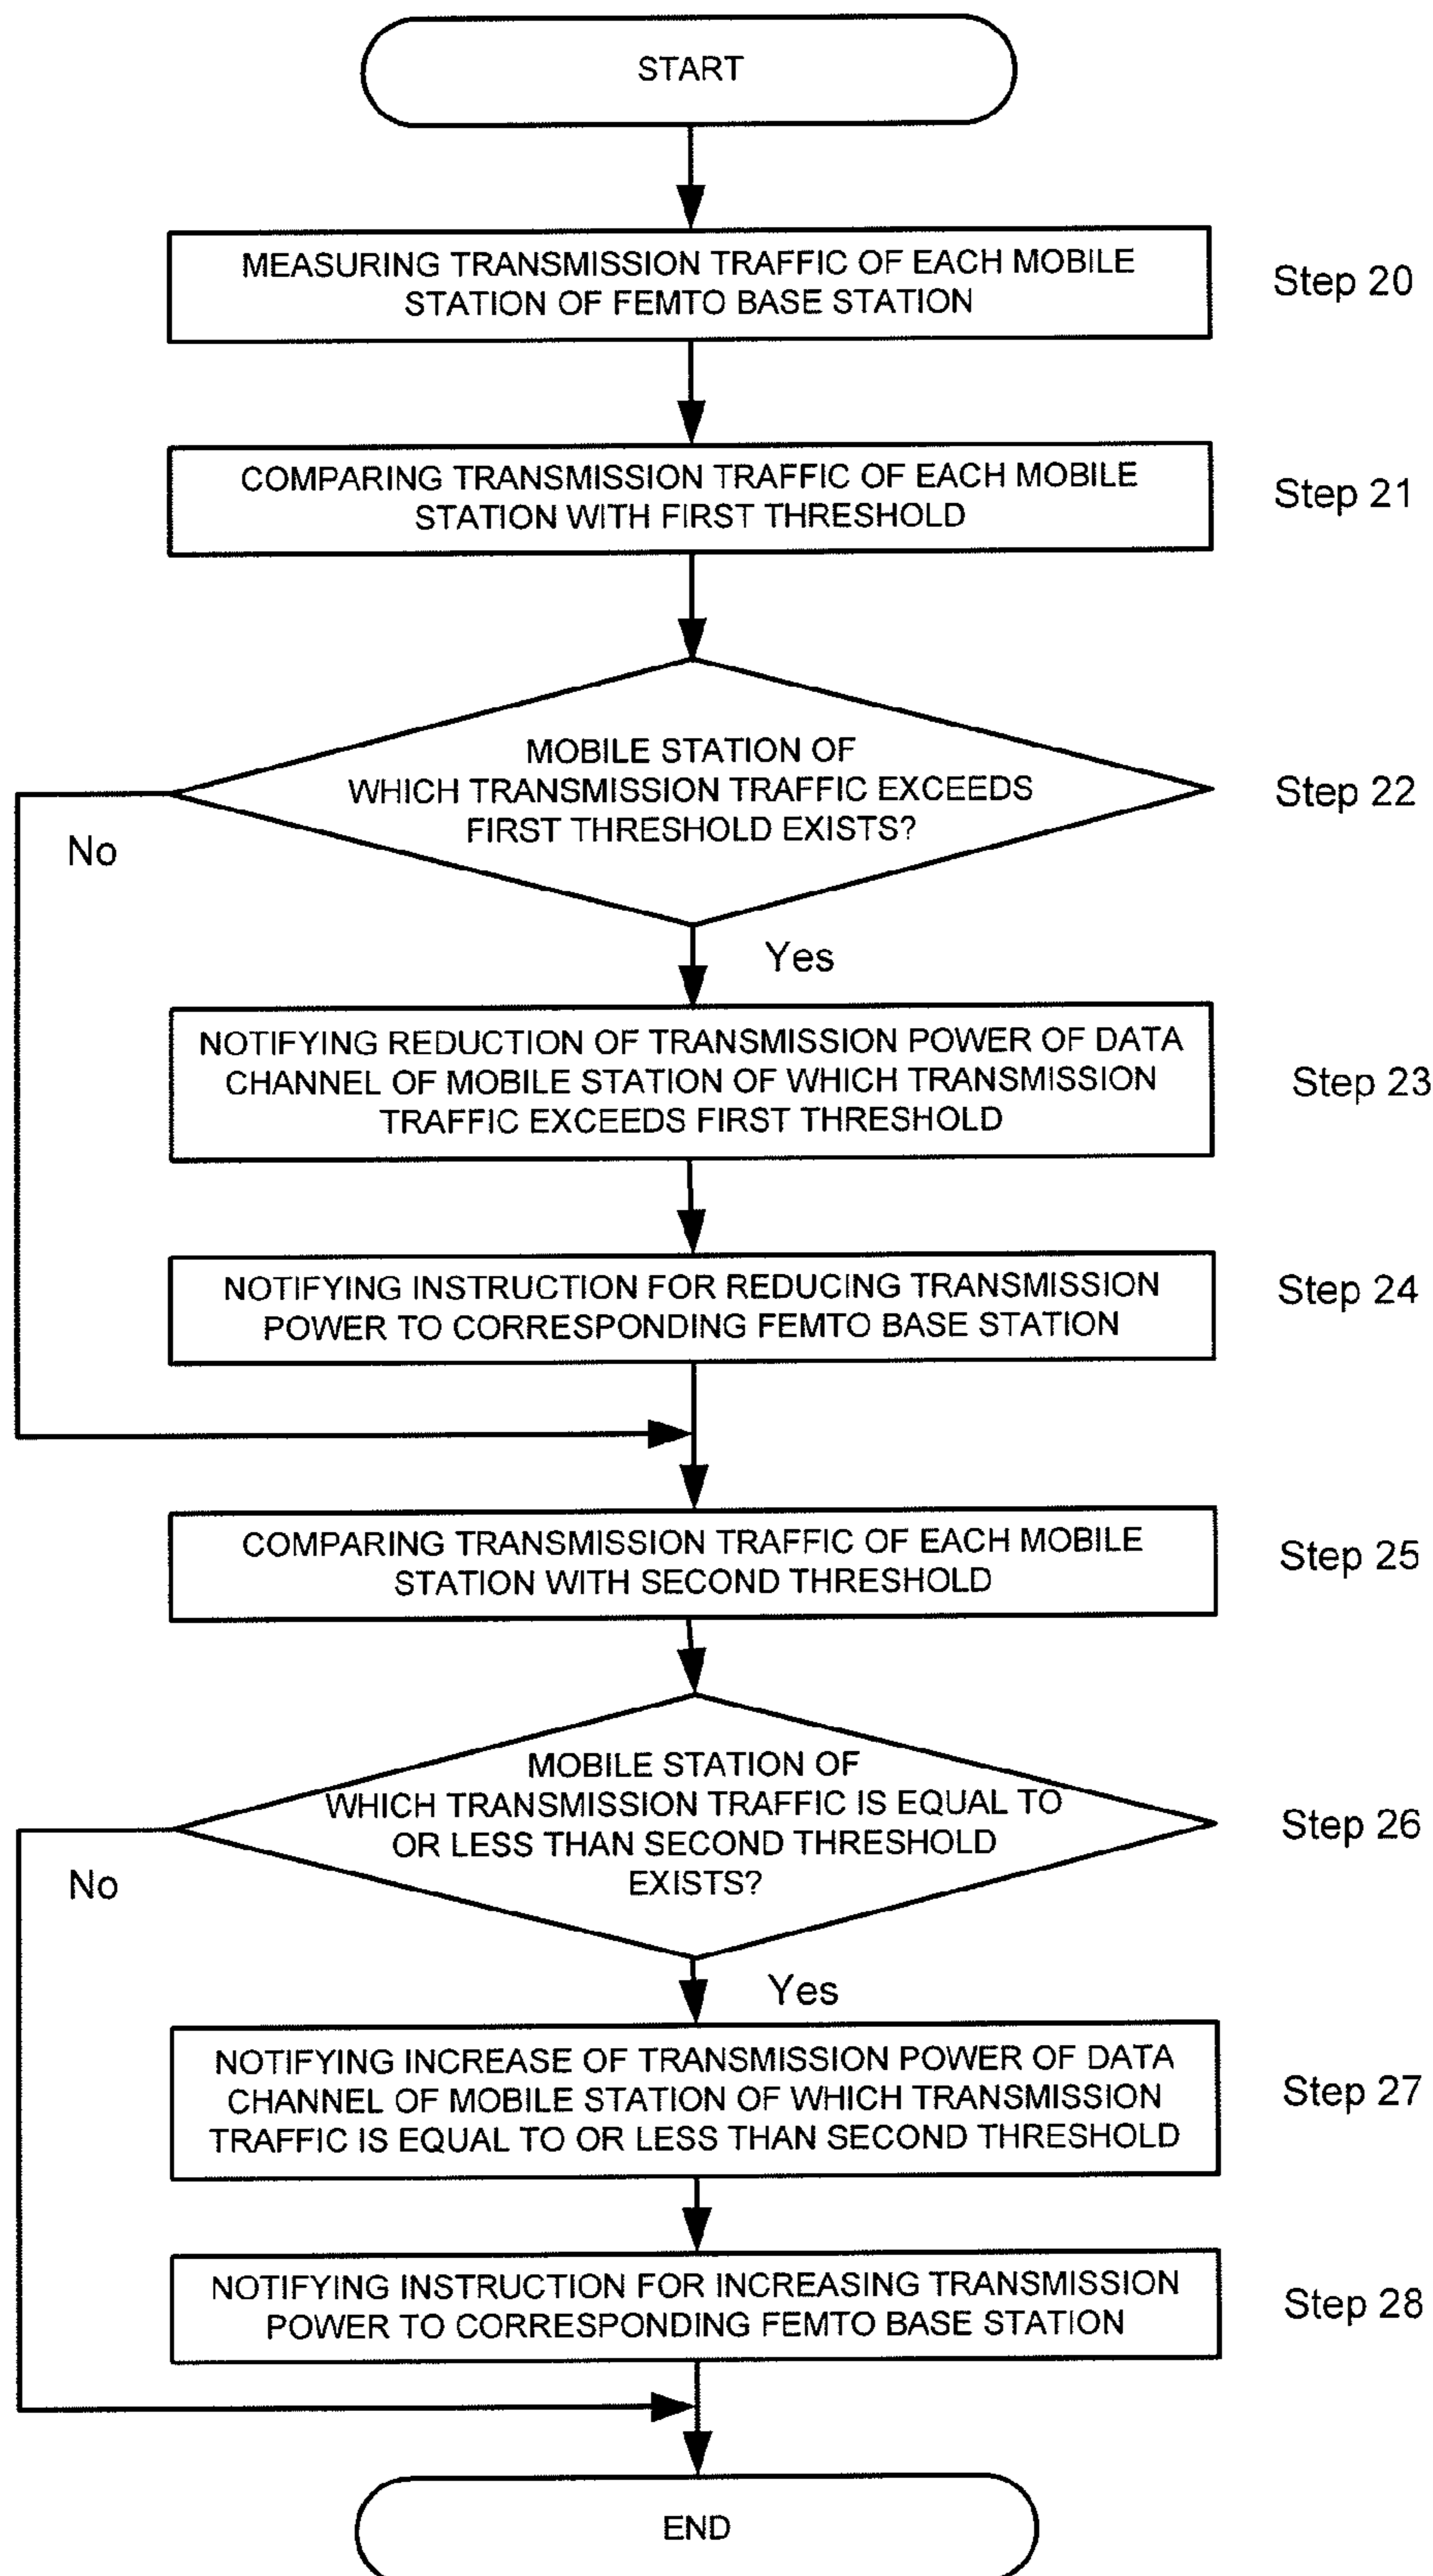 START
MEASURING TRANSMISSION TRAFFIC OF EACH MOBILE
STATION OF FEMTO BASE STATION
Step 20
COMPARING TRANSMISSION TRAFFIC OF EACH MOBILE
STATION WITH FIRST THRESHOLD
Step 21
MOBILE STATION OF
WHICH TRANSMISSION TRAFFIC EXCEEDS
FIRST THRESHOLD EXISTS?
Step 22
No
Yes
NOTIFYING REDUCTION OF TRANSMISSION POWER OF DATA
CHANNEL OF MOBILE STATION OF WHICH TRANSMISSION
TRAFFIC EXCEEDS FIRST THRESHOLD
Step 23
NOTIFYING INSTRUCTION FOR REDUCING TRANSMISSION
POWER TO CORRESPONDING FEMTO BASE STATION
Step 24
COMPARING TRANSMISSION TRAFFIC OF EACH MOBILE
STATION WITH SECOND THRESHOLD
Step 25
MOBILE STATION OF
WHICH TRANSMISSION TRAFFIC IS EQUAL TO
OR LESS THAN SECOND THRESHOLD
EXISTS?
Step 26
No
Yes
NOTIFYING INCREASE OF TRANSMISSION POWER OF DATA
CHANNEL OF MOBILE STATION OF WHICH TRANSMISSION
TRAFFIC IS EQUAL TO OR LESS THAN SECOND THRESHOLD
Step 27
NOTIFYING INSTRUCTION FOR INCREASING TRANSMISSION
POWER TO CORRESPONDING FEMTO BASE STATION
Step 28
END